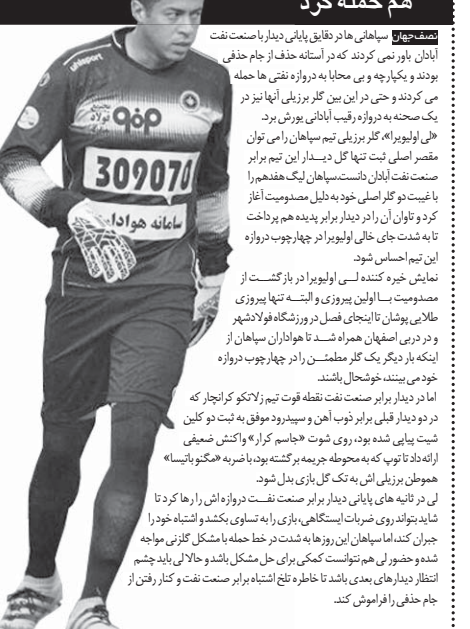 هم حمله کرد
نصف‌جهان سپاهانی ها در دقایق پایانی دیدار با صنعت نفت
آبادان باور نمی کردند که در آستانه حذف از جام حذفی
بودند و یکپارچه و بی محابا به دروازه نفتی ها حمله
می کردند و حتی در این بین گلر برزیلی آنها نیز در
یک صحنه به دروازه رقیب آبادانی یورش برد.
«لی اولیویرا»، گلر برزیلی تیم سپاهان را می توان
مقصر اصلی ثبت تنها گل دیدار این تیم برابر
صنعت نفت آبادان دانست.سپاهان لیگ هفدهم را
با غیبت دو گلر اصلی خود به دلیل مصدومیت آغاز
کرد و تاوان آن را در دیدار برابر پدیده هم پرداخت
تا به شدت جای خالی اولیویرا در چهارچوب دروازه
این تیم احساس شود.
نمایش خیره کننده لی اولیویرا در بازگشت از
مصدومیت با اولین پیروزی و البته تنها پیروزی
طلایی پوشان تا اینجای فصل در ورزشگاه فولادشهر
و در دربی اصفهان همراه شد تا هواداران سپاهان از
اینکه بار دیگر یک گلر مطمئن را در چهارچوب دروازه
خود می بینند، خوشحال باشند.
اما در دیدار برابر صنعت نفت نقطه قوت تیم زلاتکو کرانچار که
در دو دیدار قبلی برابر ذوب آهن و سپیدرود موفق به ثبت دو کلین
شیت پیاپی شده بود، روی شوت «جاسم کرار» واکنش ضعیفی
ارائه داد تا توپ که به محوطه جریمه برگشته بود، با ضربه «مگنو باتیسا»
هموطن برزیلی اش به تک گل بازی بدل شود.
لی در ثانیه های پایانی دیدار برابر صنعت نفت دروازه اش را رها کرد تا
شاید بتواند روی ضربات ایستگاهی، بازی را به تساوی بکشد و اشتباه خود را
جبران کند، اما سپاهان این روزها به شدت در خط حمله با مشکل گلزنی مواجه
شده و حضور لی هم نتوانست کمکی برای حل مشکل باشد و حالا لی باید چشم
انتظار دیدارهای بعدی باشد تا خاطره تلخ اشتباه برابر صنعت نفت و کنار رفتن از
جام حذفی را فراموش کند.
uhlsport
309070
سامانه هوادا